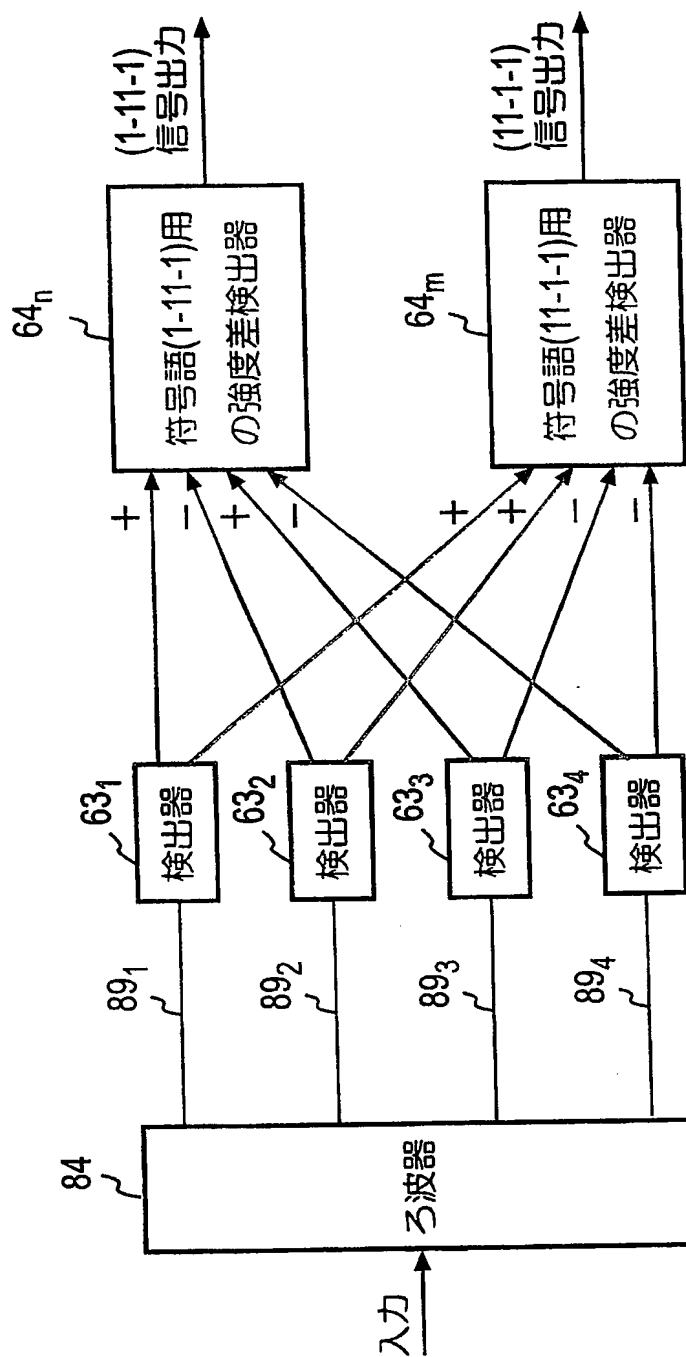 入力
84
ろ波器
89₁
89₂
89₃
89₄
63₁
検出器
63₂
検出器
63₃
検出器
63₄
検出器
+
−
+
−
+
+
−
−
64ₙ
符号語(1-11-1)用
の強度差検出器
(1-11-1)
信号出力
64ₘ
符号語(11-1-1)用
の強度差検出器
(11-1-1)
信号出力